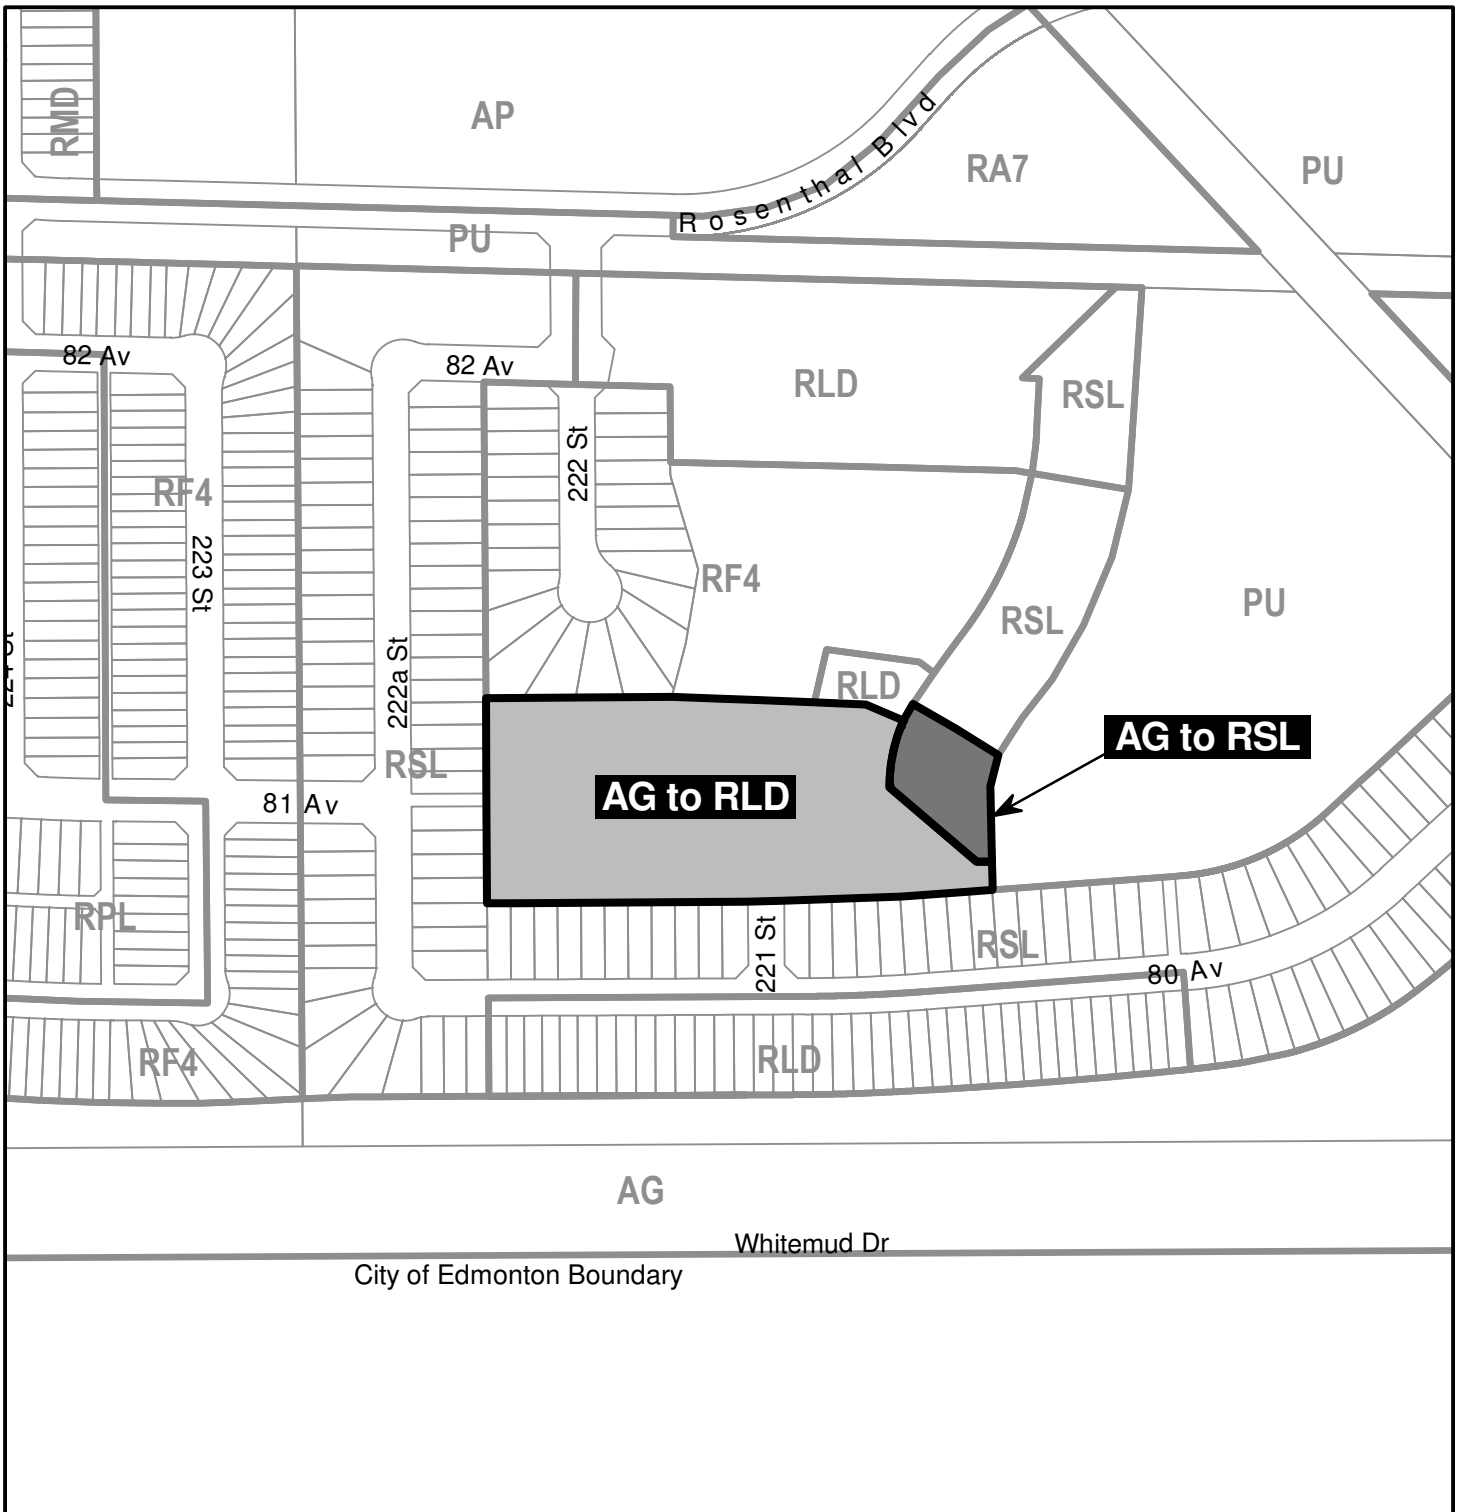 RMD
AP
RA7
PU
Rosenthal Blvd
PU
82 Av
82 Av
RLD
RSL
222 St
RF4
223 St
RF4
RSL
PU
222a St
RLD
AG to RSL
RSL
AG to RLD
81 Av
RPL
221 St
RSL
80 Av
RF4
RLD
AG
Whitemud Dr
City of Edmonton Boundary